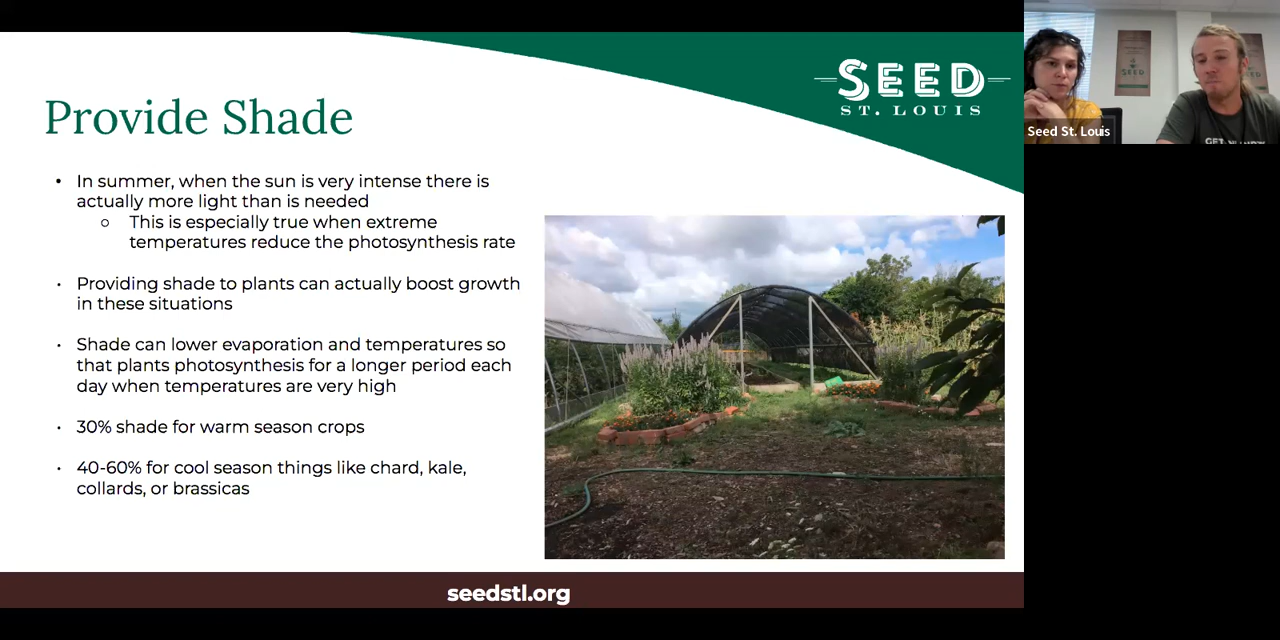 SEED
ST. LOUIS
Provide Shade
• In summer, when the sun is very intense there is
actually more light than is needed
○ This is especially true when extreme
temperatures reduce the photosynthesis rate
• Providing shade to plants can actually boost growth
in these situations
• Shade can lower evaporation and temperatures so
that plants photosynthesis for a longer period each
day when temperatures are very high
• 30% shade for warm season crops
• 40-60% for cool season things like chard, kale,
collards, or brassicas
seedstl.org
SEED
Seed St. Louis